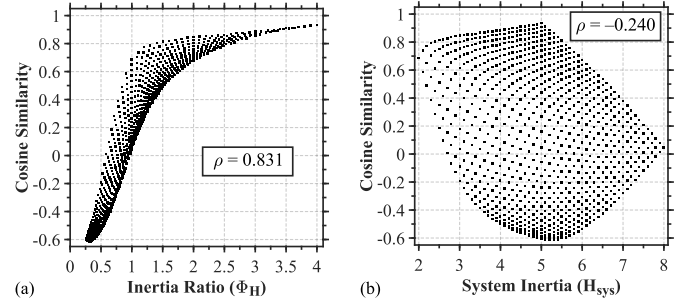 1
0.8
0.6
0.4
0.2
0
-0.2
-0.4
-0.6
Cosine Similarity
ρ = 0.831
0 0.5 1 1.5 2 2.5 3 3.5 4
(a) Inertia Ratio (Φ_H)
1
0.8
0.6
0.4
0.2
0
-0.2
-0.4
-0.6
Cosine Similarity
ρ = –0.240
2 3 4 5 6 7 8
(b) System Inertia (H_sys)